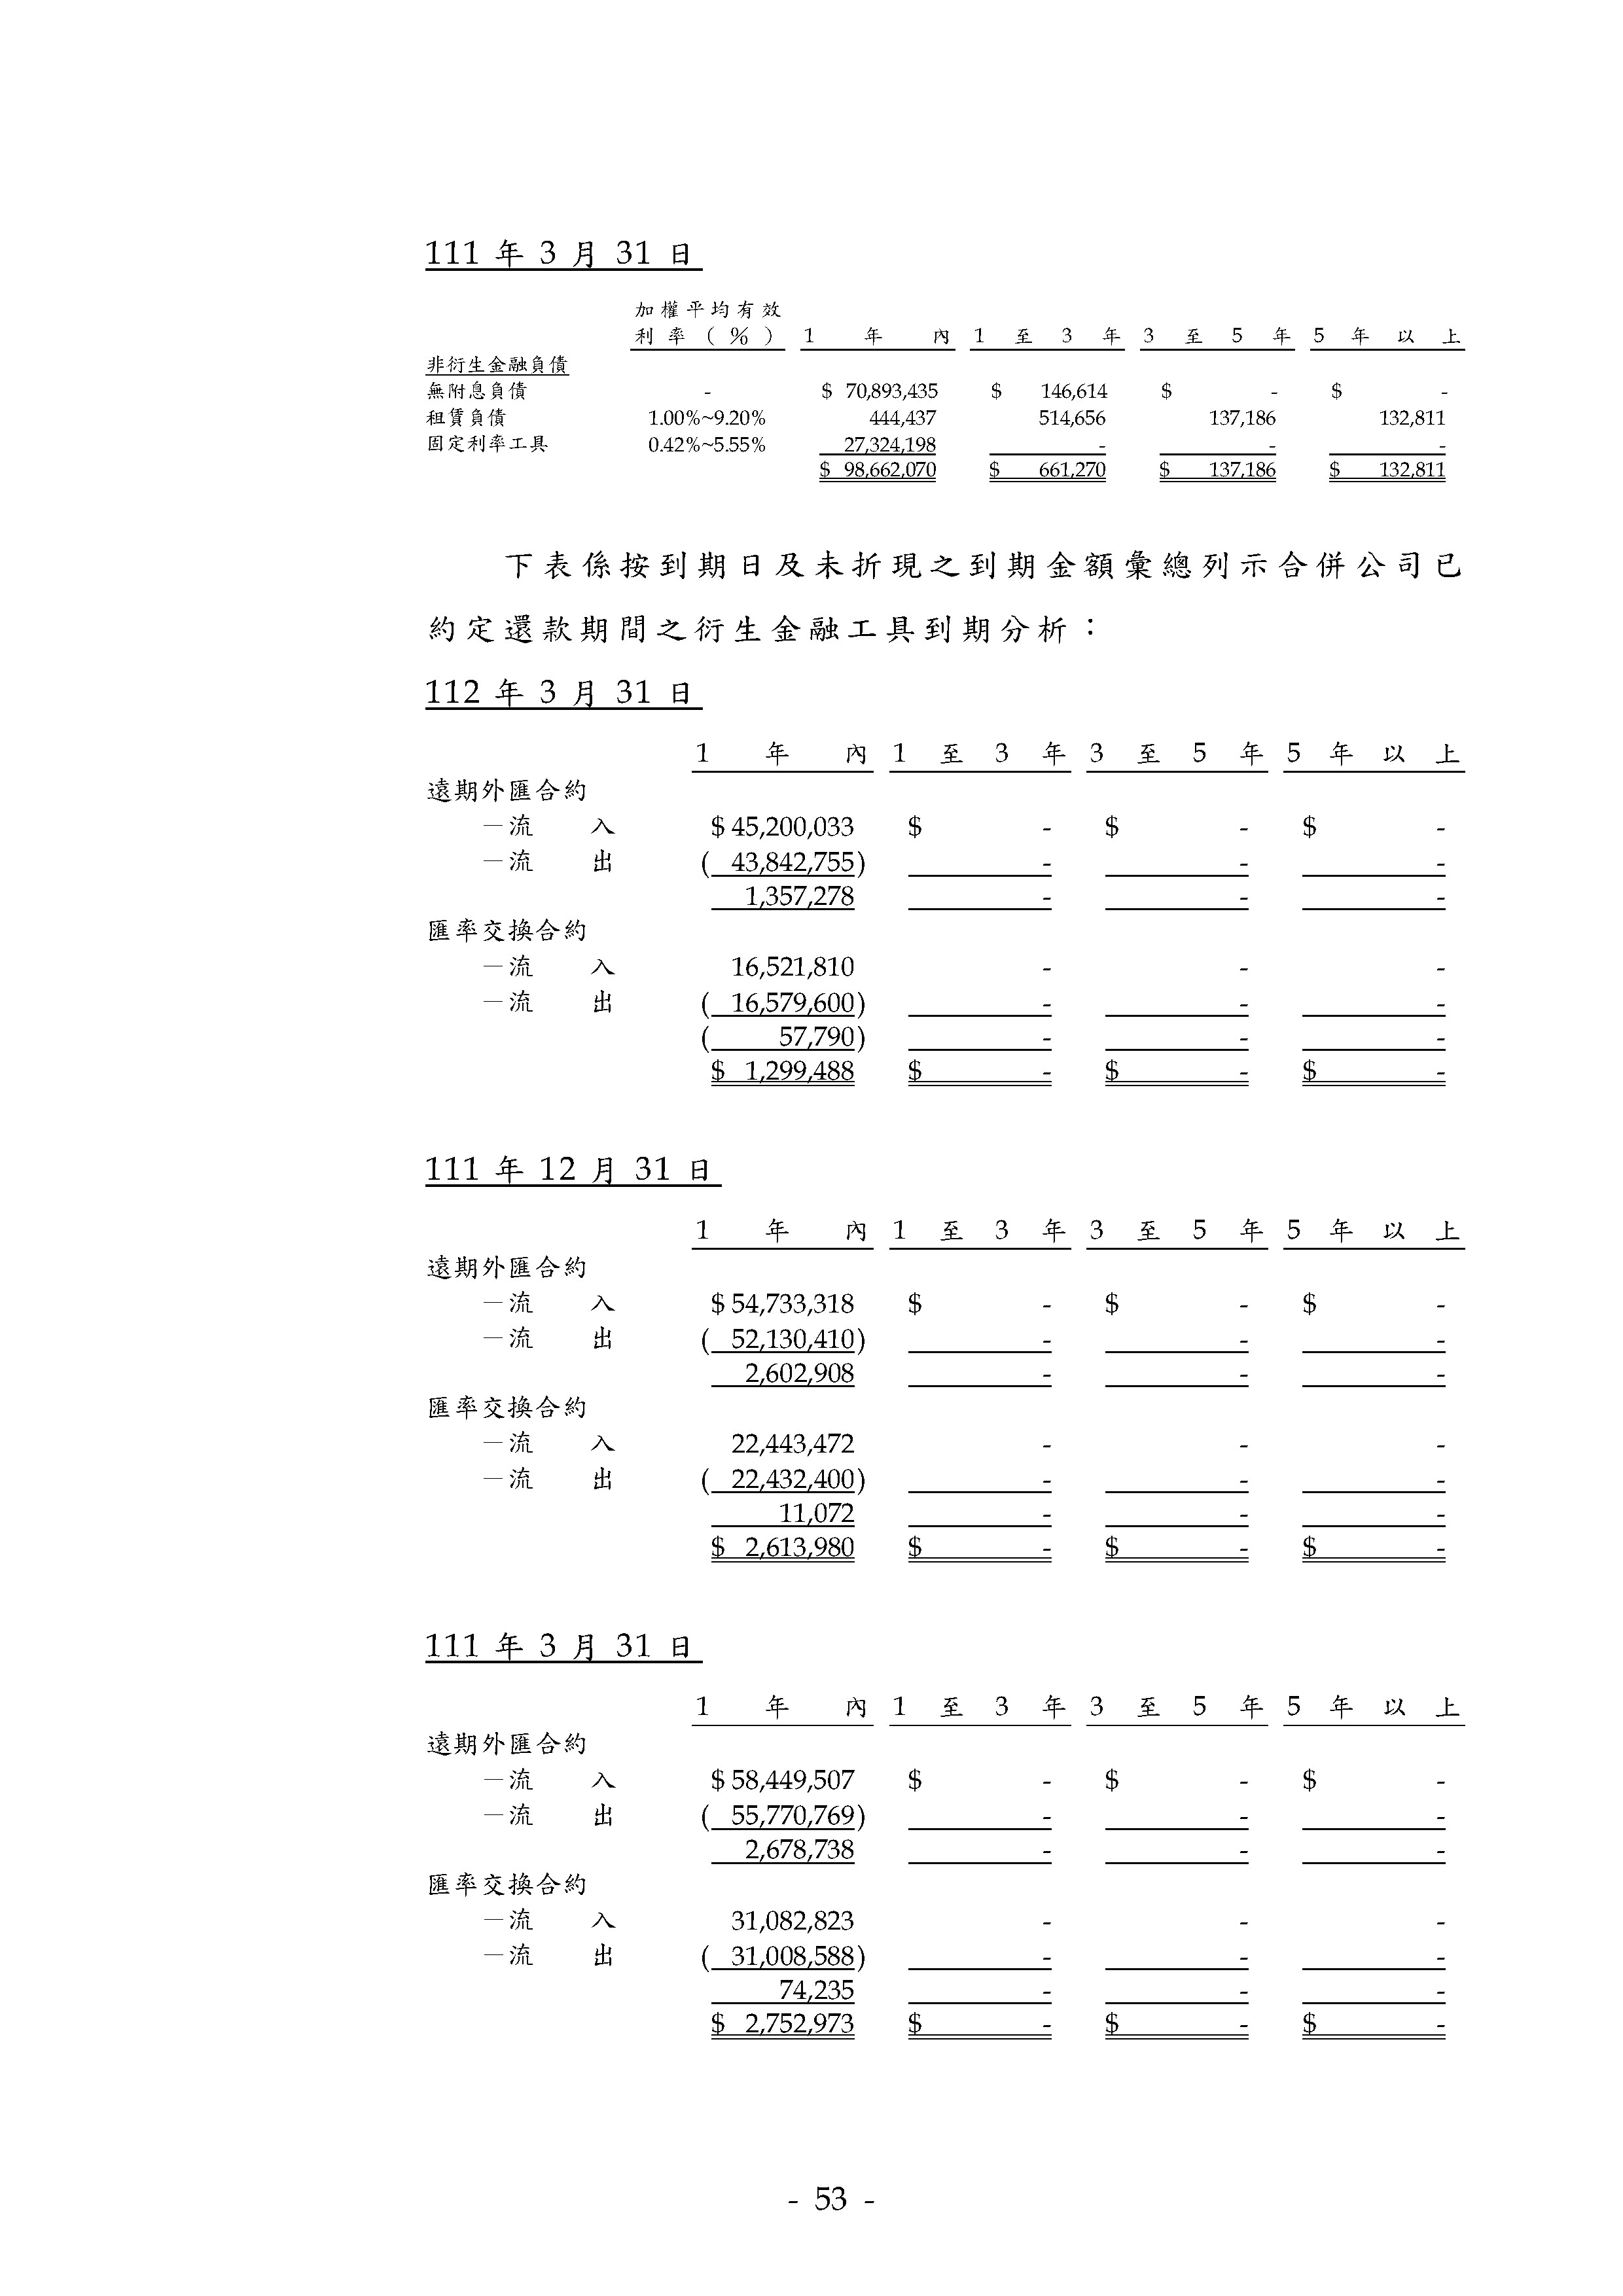 111 年 3 月 31 日
加權平均有效
利率（％） 1 年 內 1 至 3 年 3 至 5 年 5 年 以 上
非衍生金融負債
無附息負債 - $ 70,893,435 $ 146,614 $ - $ -
租賃負債 1.00%~9.20% 444,437 514,656 137,186 132,811
固定利率工具 0.42%~5.55% 27,324,198 - - -
$ 98,662,070 $ 661,270 $ 137,186 $ 132,811
下表係按到期日及未折現之到期金額彙總列示合併公司已
約定還款期間之衍生金融工具到期分析：
112 年 3 月 31 日
1 年 內 1 至 3 年 3 至 5 年 5 年 以 上
遠期外匯合約
—流 入 $ 45,200,033 $ - $ - $ -
—流 出 ( 43,842,755) - - -
1,357,278 - - -
匯率交換合約
—流 入 16,521,810 - - -
—流 出 ( 16,579,600) - - -
( 57,790) - - -
$ 1,299,488 $ - $ - $ -
111 年 12 月 31 日
1 年 內 1 至 3 年 3 至 5 年 5 年 以 上
遠期外匯合約
—流 入 $ 54,733,318 $ - $ - $ -
—流 出 ( 52,130,410) - - -
2,602,908 - - -
匯率交換合約
—流 入 22,443,472 - - -
—流 出 ( 22,432,400) - - -
11,072 - - -
$ 2,613,980 $ - $ - $ -
111 年 3 月 31 日
1 年 內 1 至 3 年 3 至 5 年 5 年 以 上
遠期外匯合約
—流 入 $ 58,449,507 $ - $ - $ -
—流 出 ( 55,770,769) - - -
2,678,738 - - -
匯率交換合約
—流 入 31,082,823 - - -
—流 出 ( 31,008,588) - - -
74,235 - - -
$ 2,752,973 $ - $ - $ -
- 53 -